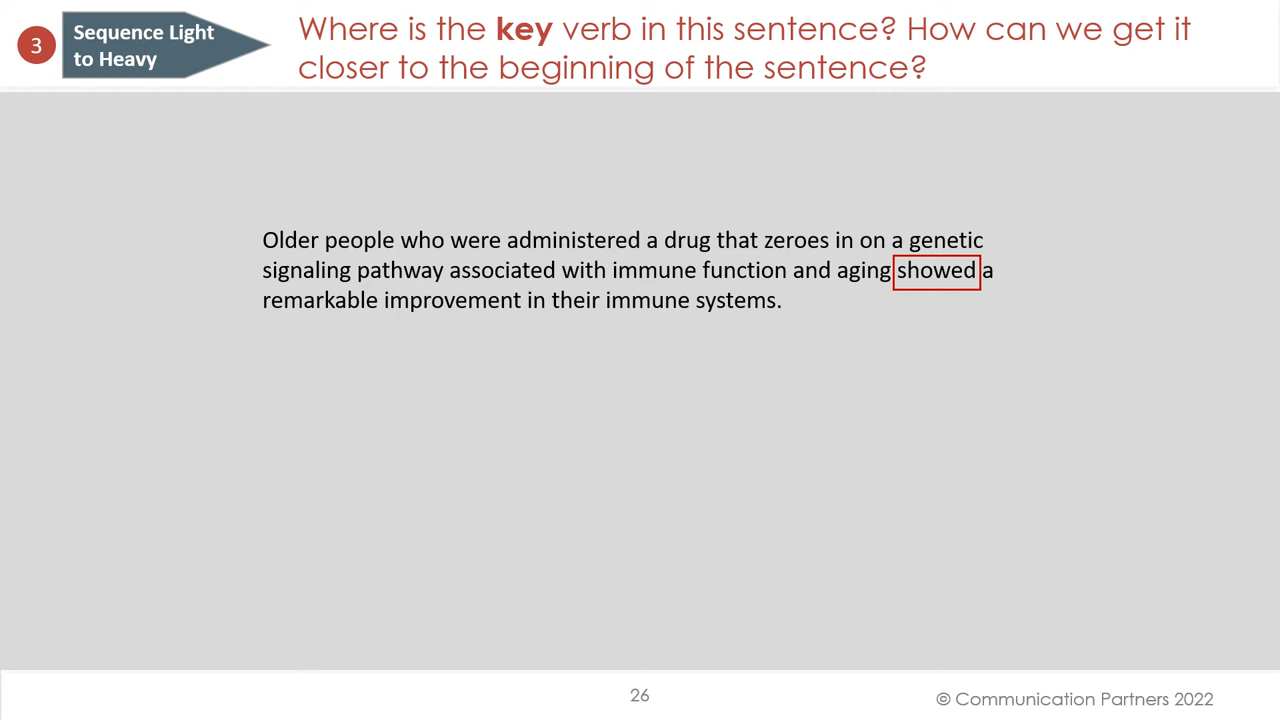 3
Sequence Light
to Heavy
Where is the key verb in this sentence? How can we get it
closer to the beginning of the sentence?
Older people who were administered a drug that zeroes in on a genetic
signaling pathway associated with immune function and aging showed a
remarkable improvement in their immune systems.
26
© Communication Partners 2022